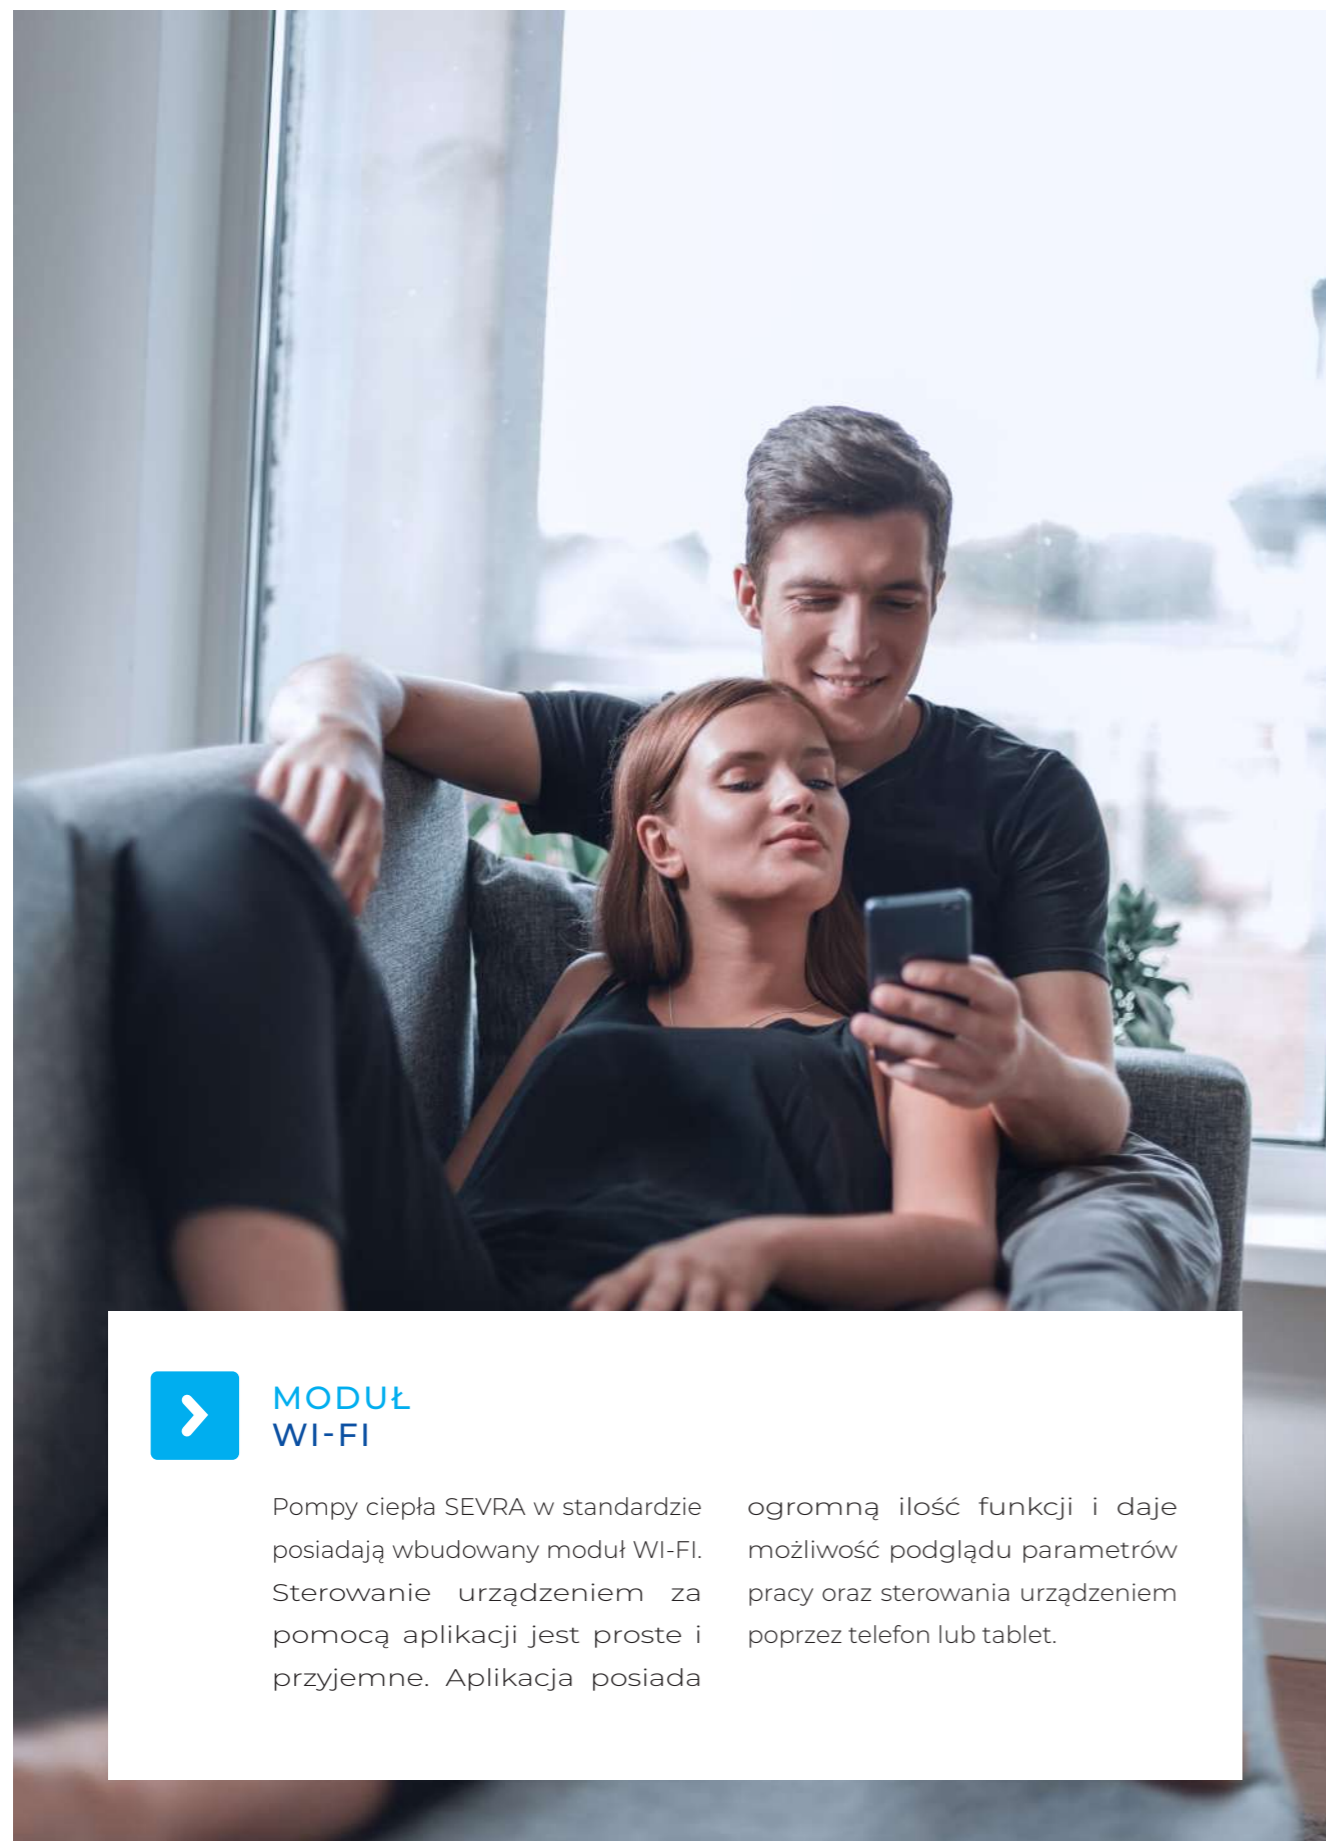 MODUŁ
WI-FI
Pompy ciepła SEVRA w standardzie
posiadają wbudowany moduł WI-FI.
Sterowanie urządzeniem za
pomocą aplikacji jest proste i
przyjemne. Aplikacja posiada
ogromną ilość funkcji i daje
możliwość podglądu parametrów
pracy oraz sterowania urządzeniem
poprzez telefon lub tablet.